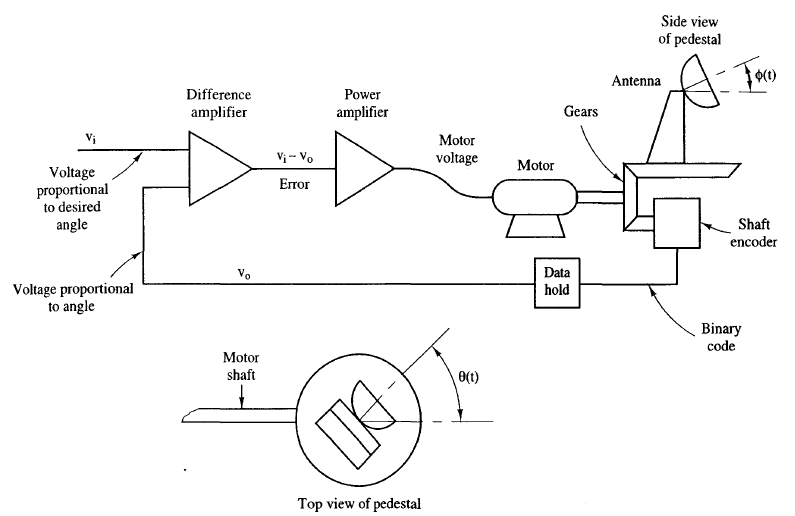 Side view
of pedestal
Difference
amplifier
Power
amplifier
Antenna
ϕ(t)
Gears
vᵢ
vᵢ – vₒ
Error
Motor
voltage
Motor
Voltage
proportional
to desired
angle
Shaft
encoder
Voltage proportional
to angle
vₒ
Data
hold
Binary
code
Motor
shaft
θ(t)
Top view of pedestal